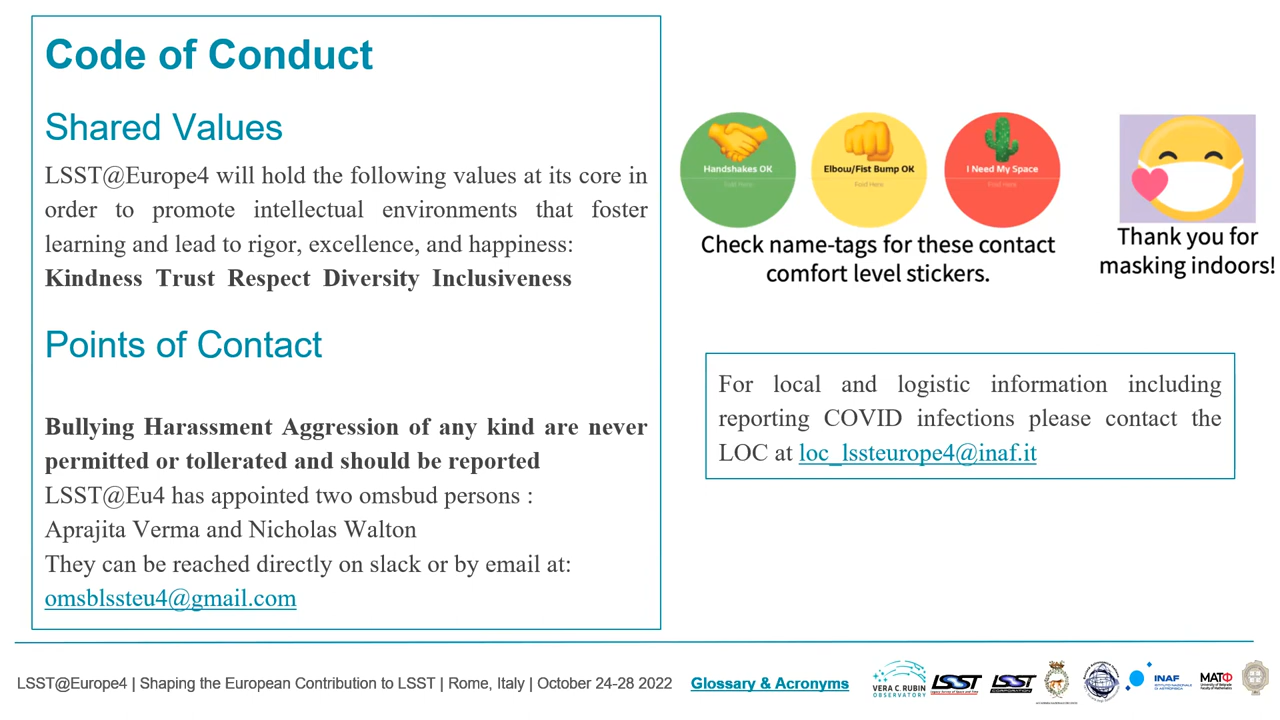 Code of Conduct
Shared Values
LSST@Europe4 will hold the following values at its core in
order to promote intellectual environments that foster
learning and lead to rigor, excellence, and happiness:
Kindness Trust Respect Diversity Inclusiveness
Points of Contact
Bullying Harassment Aggression of any kind are never
permitted or tollerated and should be reported
LSST@Eu4 has appointed two omsbud persons :
Aprajita Verma and Nicholas Walton
They can be reached directly on slack or by email at:
omsblssteu4@gmail.com
Handshakes OK
Elbow/Fist Bump OK
I Need My Space
Check name-tags for these contact
comfort level stickers.
Thank you for
masking indoors!
For local and logistic information including
reporting COVID infections please contact the
LOC at loc_lssteurope4@inaf.it
LSST@Europe4 | Shaping the European Contribution to LSST | Rome, Italy | October 24-28 2022
Glossary & Acronyms
VERA C. RUBIN
OBSERVATORY
LSST
LSST
CORPORATION
INAF